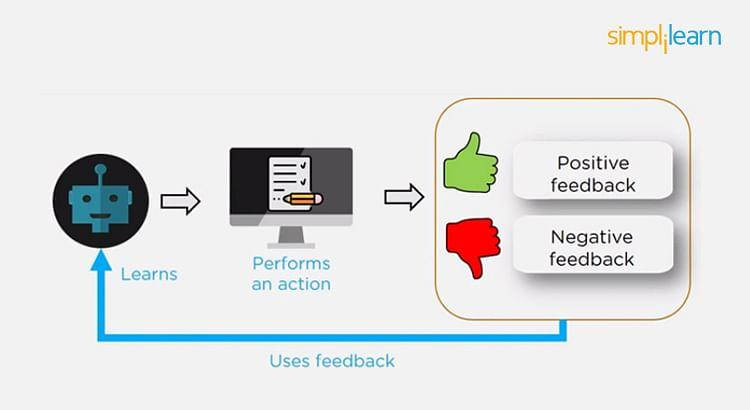 simplilearn
Positive
feedback
Negative
feedback
Learns
Performs
an action
Uses feedback